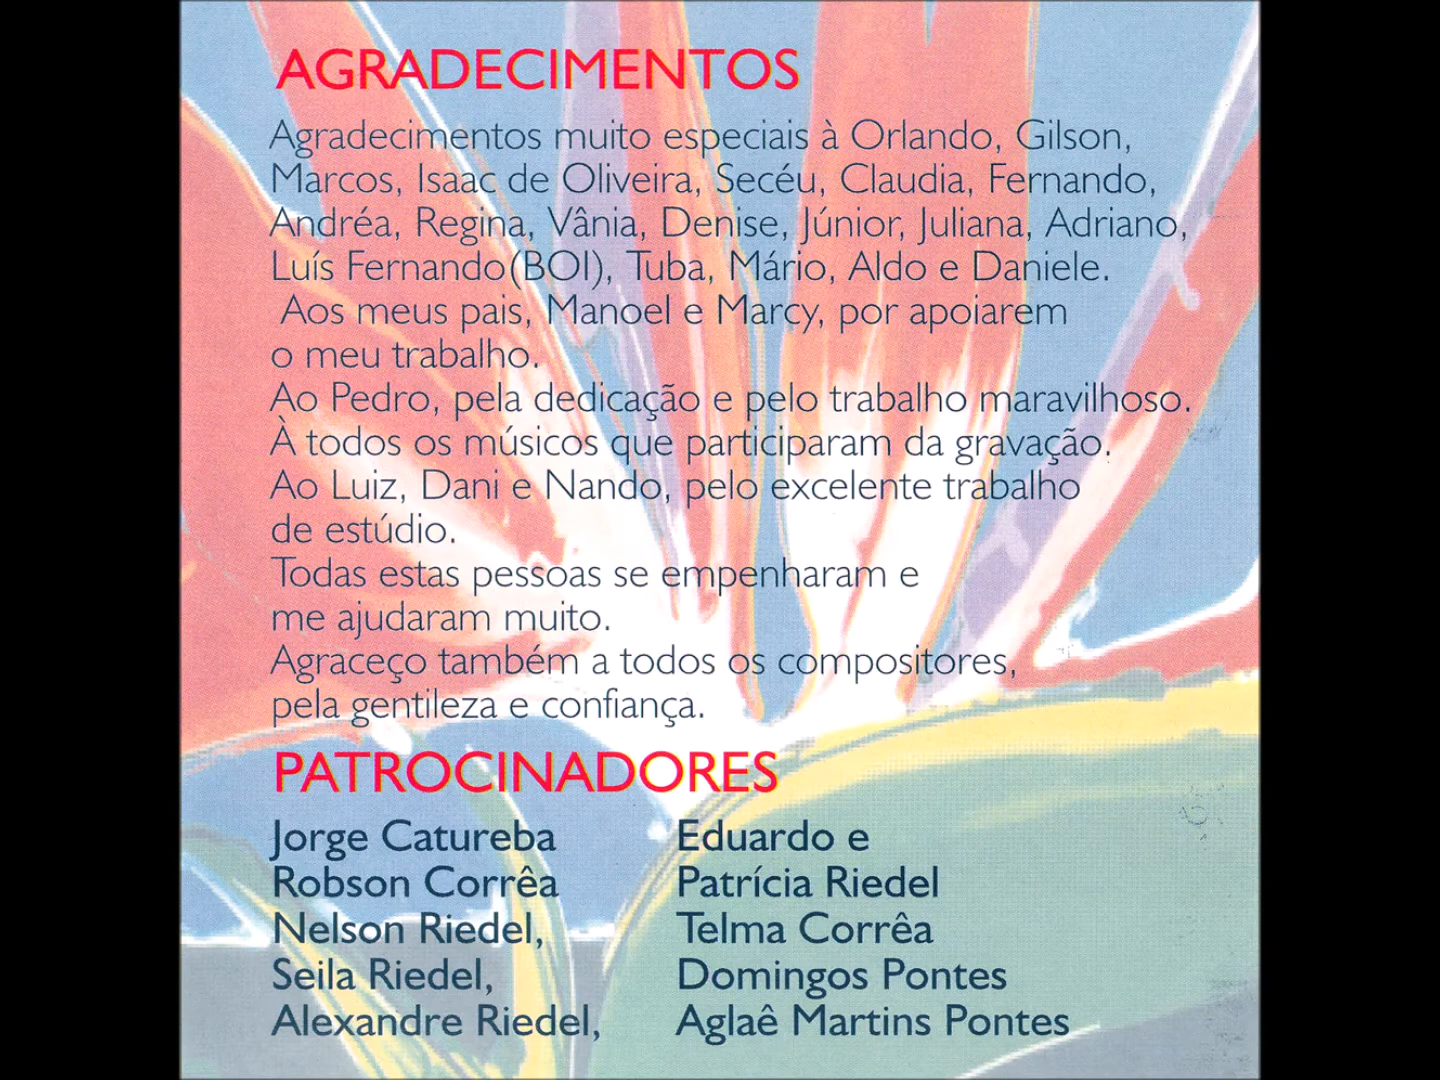 AGRADECIMENTOS
Agradecimentos muito especiais à Orlando, Gilson,
Marcos, Isaac de Oliveira, Secéu, Claudia, Fernando,
Andréa, Regina, Vânia, Denise, Júnior, Juliana, Adriano,
Luís Fernando(BOI), Tuba, Mário, Aldo e Daniele.
Aos meus pais, Manoel e Marcy, por apoiarem
o meu trabalho.
Ao Pedro, pela dedicação e pelo trabalho maravilhoso.
À todos os músicos que participaram da gravação.
Ao Luiz, Dani e Nando, pelo excelente trabalho
de estúdio.
Todas estas pessoas se empenharam e
me ajudaram muito.
Agraceço também a todos os compositores,
pela gentileza e confiança.
PATROCINADORES
Jorge Catureba
Robson Corrêa
Nelson Riedel,
Seila Riedel,
Alexandre Riedel,
Eduardo e
Patrícia Riedel
Telma Corrêa
Domingos Pontes
Aglaê Martins Pontes